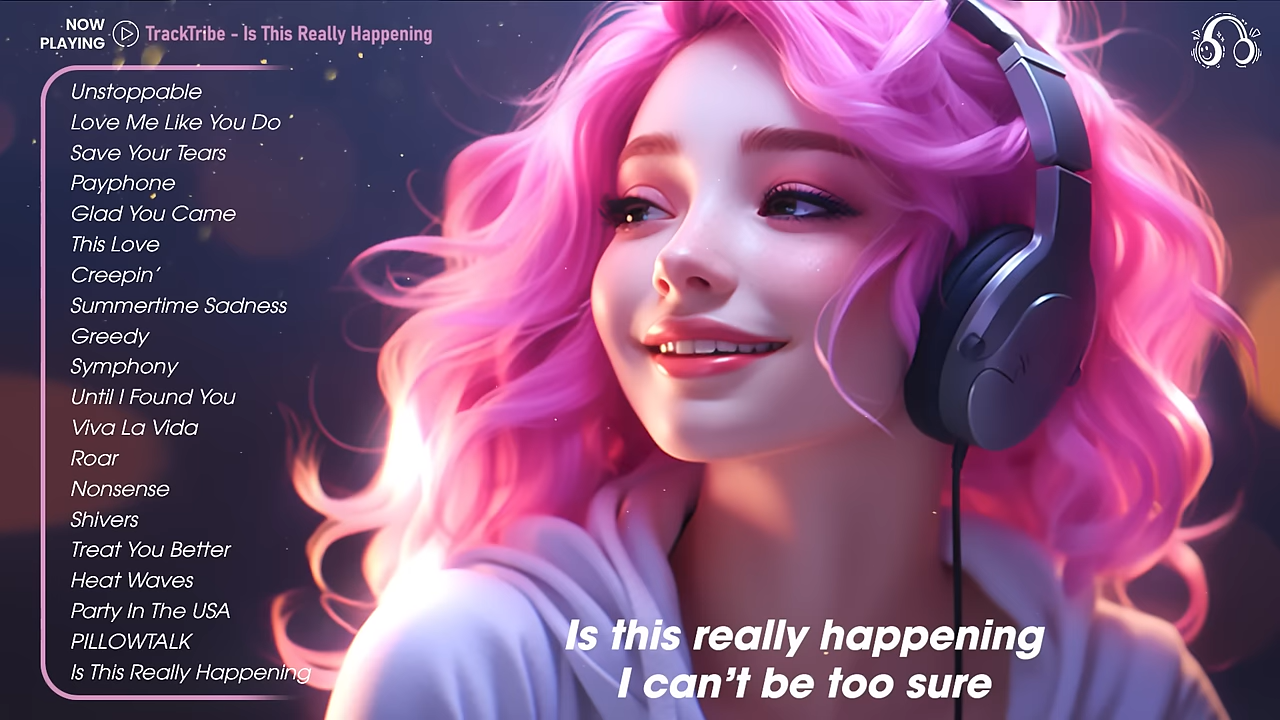 NOW
PLAYING
TrackTribe - Is This Really Happening
Unstoppable
Love Me Like You Do
Save Your Tears
Payphone
Glad You Came
This Love
Creepin'
Summertime Sadness
Greedy
Symphony
Until I Found You
Viva La Vida
Roar
Nonsense
Shivers
Treat You Better
Heat Waves
Party In The USA
PILLOWTALK
Is This Really Happening
Is this really happening
I can't be too sure